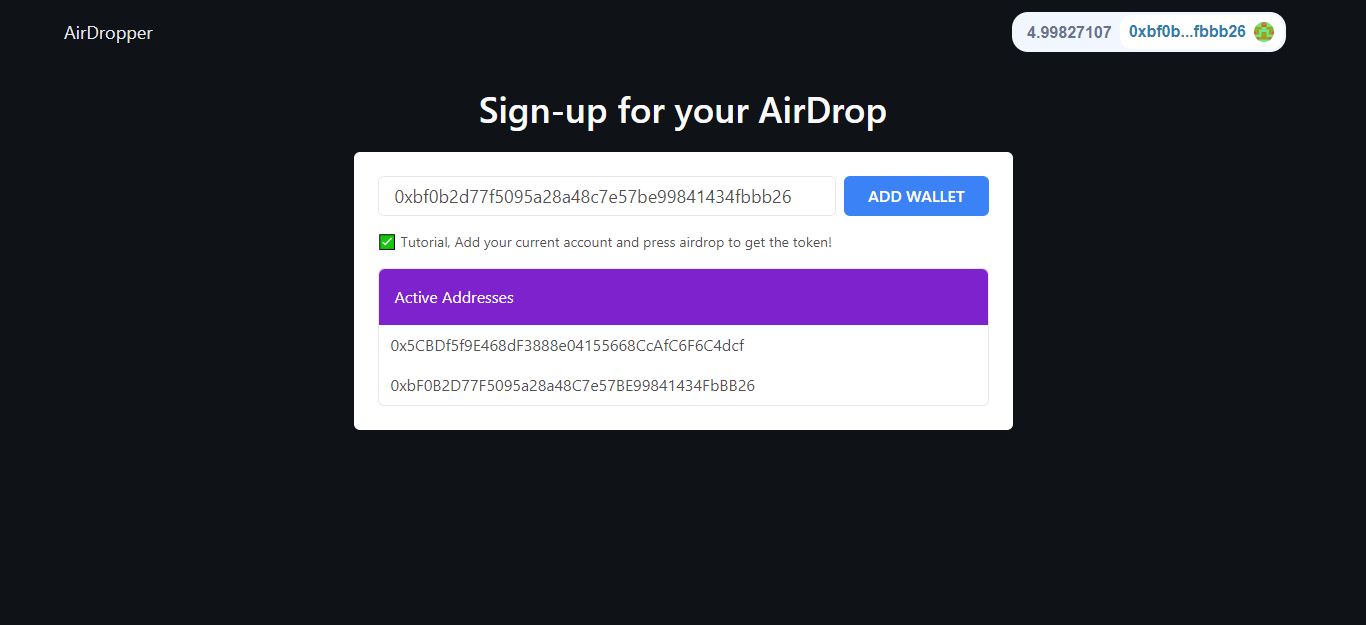 AirDropper
4.99827107 0xbf0b...fbbb26
Sign-up for your AirDrop
0xbf0b2d77f5095a28a48c7e57be99841434fbbb26 ADD WALLET
✅ Tutorial, Add your current account and press airdrop to get the token!
Active Addresses
0x5CBDf5f9E468dF3888e04155668CcAfC6F6C4dcf
0xbF0B2D77F5095a28a48C7e57BE99841434FbBB26